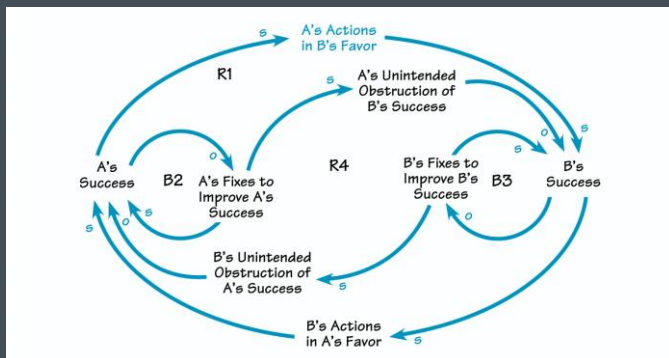 A's Actions
in B's Favor
s
R1
s
A's Unintended
Obstruction of
B's Success
o
s
A's
Success
B2
o
s
A's Fixes to
Improve A's
Success
R4
B's Fixes to
Improve B's
Success
s
B3
o
B's
Success
s
o
B's Unintended
Obstruction of
A's Success
s
B's Actions
in A's Favor
s